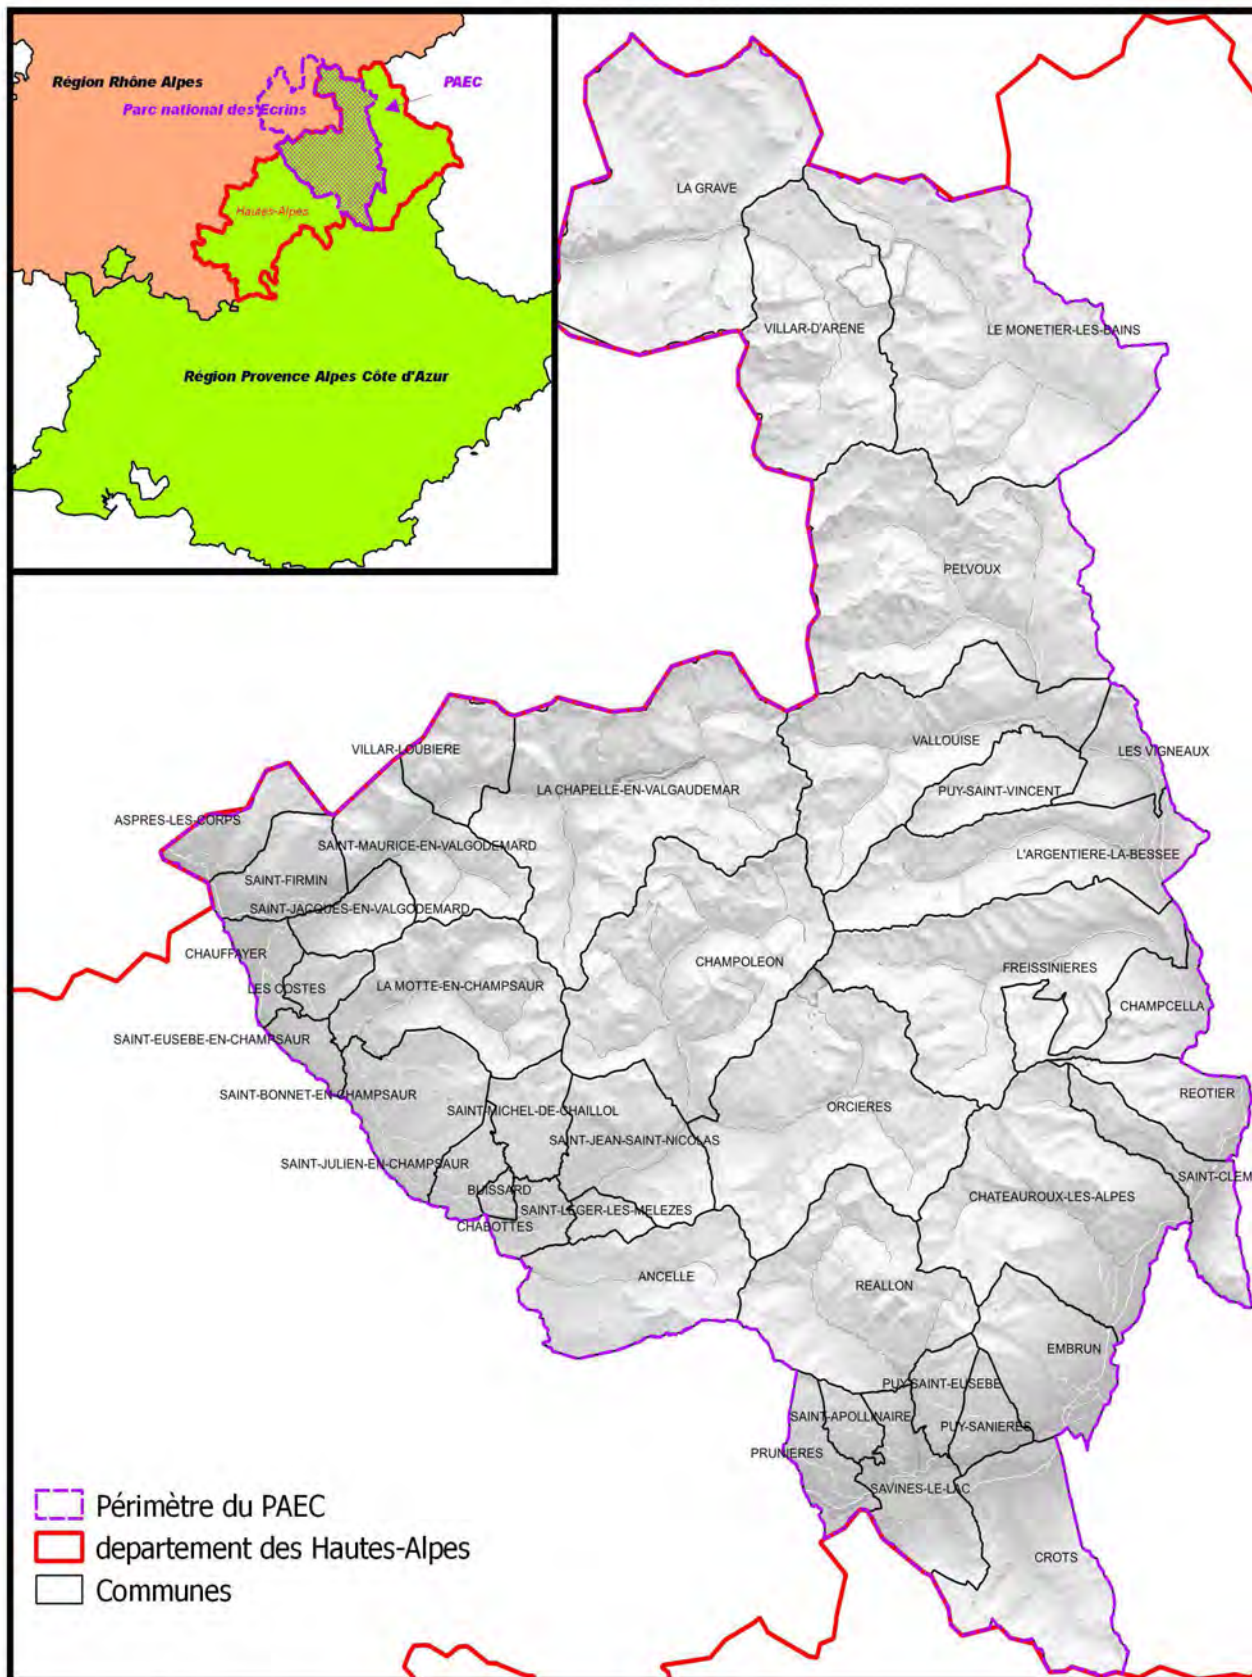 Région Rhône Alpes
PAEC
Parc national des Ecrins
Hautes-Alpes
Région Provence Alpes Côte d'Azur
LA GRAVE
VILLAR-D'ARENE
LE MONETIER-LES-BAINS
PELVOUX
VALLOUISE
VILLAR-LOUBIERE
LES VIGNEAUX
LA CHAPELLE-EN-VALGAUDEMAR
PUY-SAINT-VINCENT
ASPRES-LES-CORPS
SAINT-MAURICE-EN-VALGODEMARD
L'ARGENTIERE-LA-BESSEE
SAINT-FIRMIN
SAINT-JACQUES-EN-VALGODEMARD
CHAUFFAYER
CHAMPOLEON
FREISSINIERES
LES COSTES
LA MOTTE-EN-CHAMPSAUR
CHAMPCELLA
SAINT-EUSEBE-EN-CHAMPSAUR
SAINT-BONNET-EN-CHAMPSAUR
REOTIER
SAINT-MICHEL-DE-CHAILLOL
ORCIERES
SAINT-JEAN-SAINT-NICOLAS
SAINT-JULIEN-EN-CHAMPSAUR
SAINT-CLEM
BUISSARD
CHATEAUROUX-LES-ALPES
SAINT-LEGER-LES-MELEZES
CHABOTTES
ANCELLE
REALLON
EMBRUN
PUY-SAINT-EUSEBE
SAINT-APOLLINAIRE
PUY-SANIERES
PRUNIERES
SAVINES-LE-LAC
CROTS
Périmètre du PAEC
departement des Hautes-Alpes
Communes